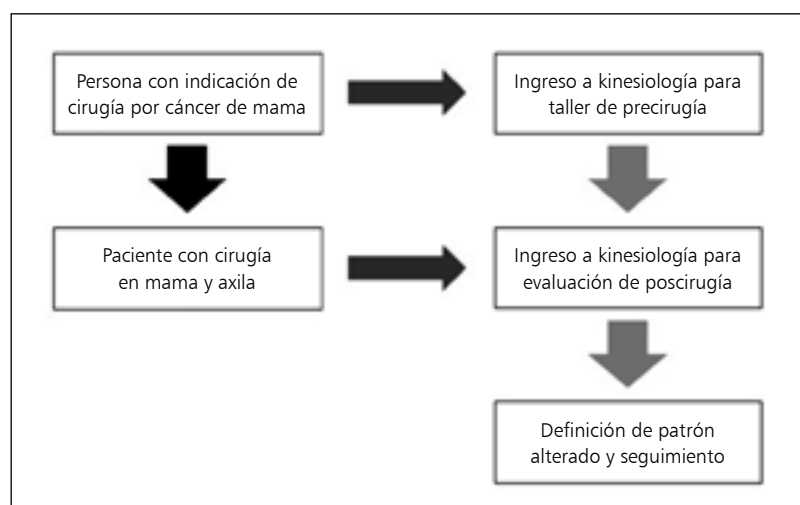 Persona con indicación de
cirugía por cáncer de mama
Ingreso a kinesiología para
taller de precirugía
Paciente con cirugía
en mama y axila
Ingreso a kinesiología para
evaluación de poscirugía
Definición de patrón
alterado y seguimiento